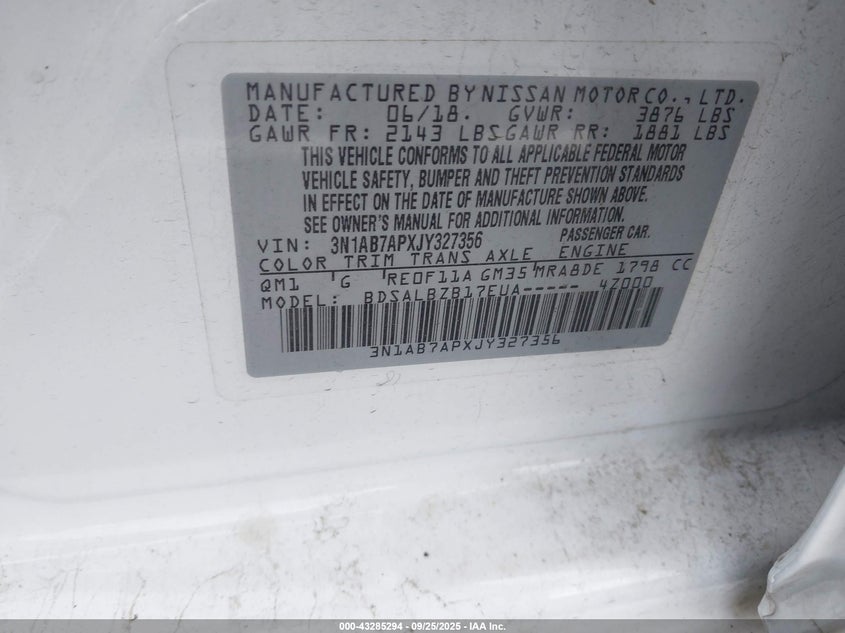 MANUFACTURED BY NISSAN MOTOR CO., LTD.
DATE: 06/18. GVWR: 3876 LBS
GAWR FR: 2143 LBS GAWR RR: 1881 LBS
THIS VEHICLE CONFORMS TO ALL APPLICABLE FEDERAL MOTOR
VEHICLE SAFETY, BUMPER AND THEFT PREVENTION STANDARDS
IN EFFECT ON THE DATE OF MANUFACTURE SHOWN ABOVE.
SEE OWNER'S MANUAL FOR ADDITIONAL INFORMATION.
VIN: 3N1AB7APXJY327356 PASSENGER CAR.
COLOR TRIM TRANS AXLE ENGINE
QM1 G RE0F11A GM35 MRA8DE 1798 CC
MODEL: BDSALBZB17EUA----- 4Z000
3N1AB7APXJY327356
000-43285294 - 09/25/2025 - IAA Inc.